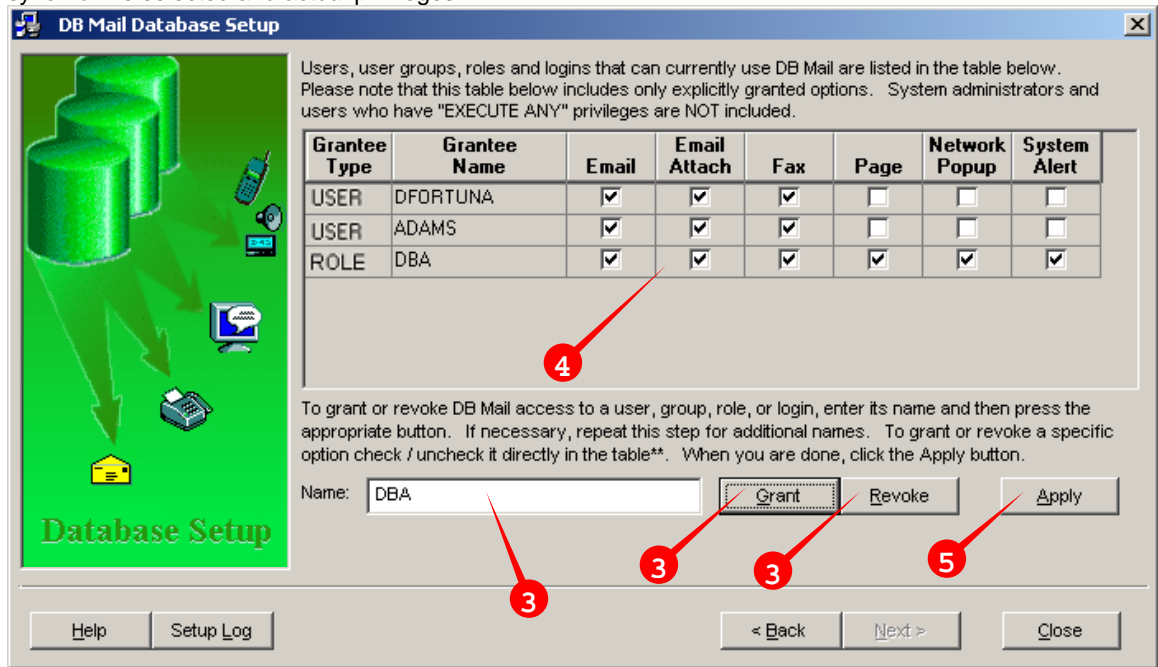 DB Mail Database Setup
Users, user groups, roles and logins that can currently use DB Mail are listed in the table below.
Please note that this table below includes only explicitly granted options. System administrators and
users who have "EXECUTE ANY" privileges are NOT included.
Grantee Type Grantee Name Email Email Attach Fax Page Network Popup System Alert
USER DFORTUNA
USER ADAMS
ROLE DBA
4
To grant or revoke DB Mail access to a user, group, role, or login, enter its name and then press the
appropriate button. If necessary, repeat this step for additional names. To grant or revoke a specific
option check / uncheck it directly in the table**. When you are done, click the Apply button.
Name: DBA Grant Revoke Apply
Database Setup
3 3 3 5
Help Setup Log < Back Next > Close